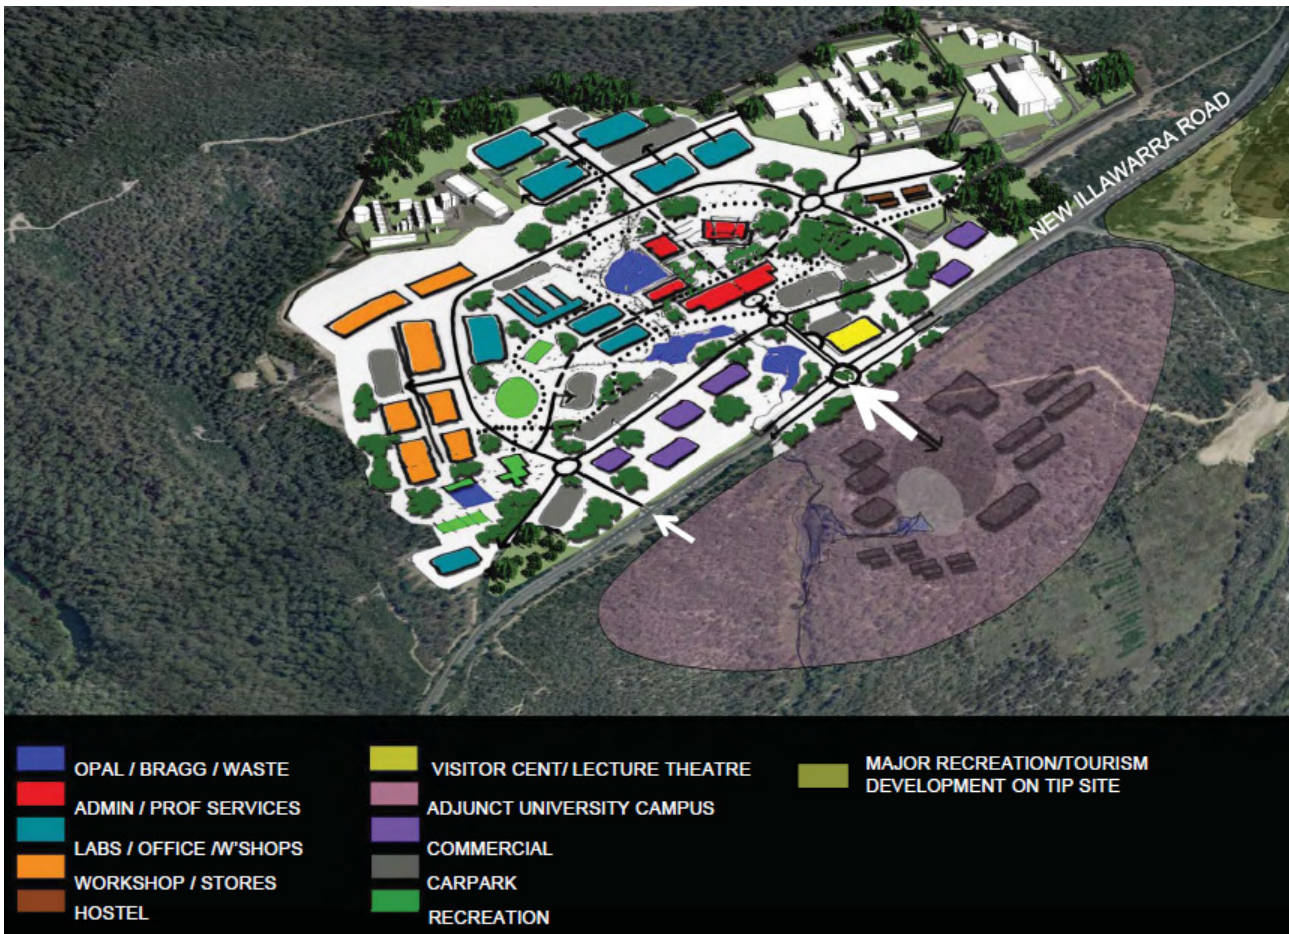 NEW ILLAWARRA ROAD
OPAL / BRAGG / WASTE
ADMIN / PROF SERVICES
LABS / OFFICE /W'SHOPS
WORKSHOP / STORES
HOSTEL
VISITOR CENT/ LECTURE THEATRE
ADJUNCT UNIVERSITY CAMPUS
COMMERCIAL
CARPARK
RECREATION
MAJOR RECREATION/TOURISM
DEVELOPMENT ON TIP SITE